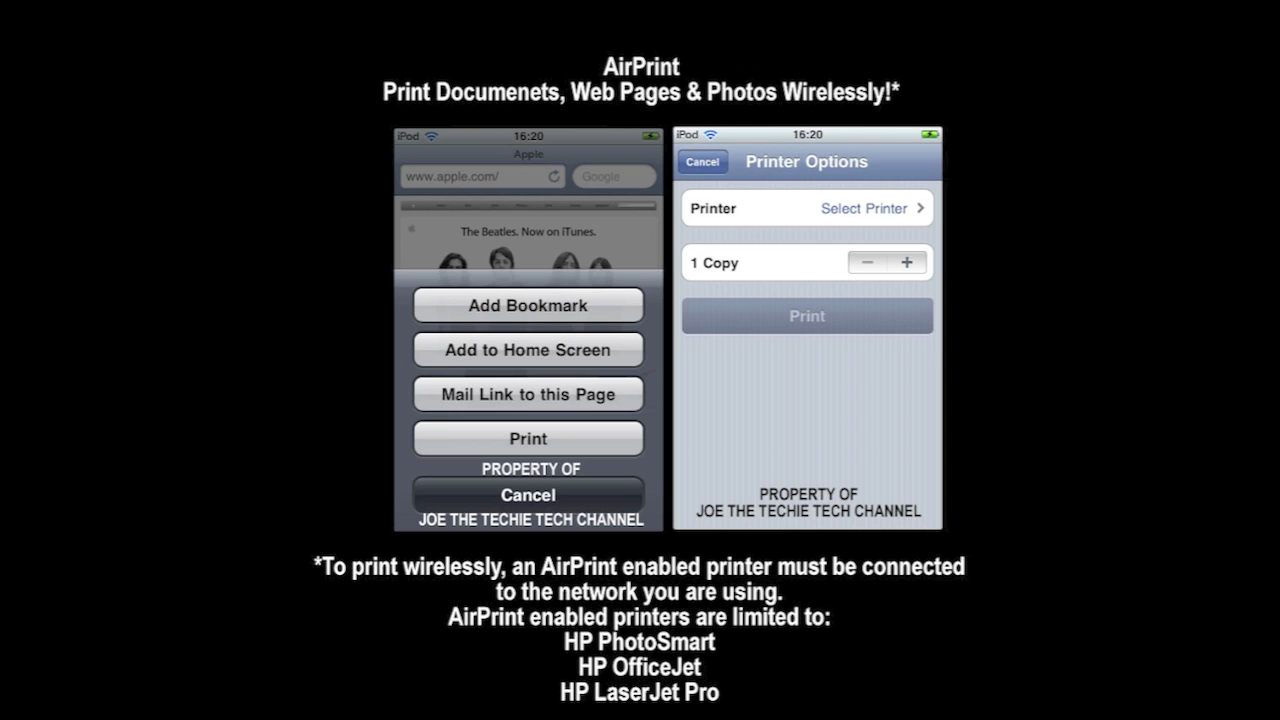 AirPrint
Print Documenets, Web Pages & Photos Wirelessly!*
iPod 16:20
Apple
www.apple.com/ Google
The Beatles. Now on iTunes.
Add Bookmark
Add to Home Screen
Mail Link to this Page
Print
PROPERTY OF
Cancel
JOE THE TECHIE TECH CHANNEL
iPod 16:20
Cancel Printer Options
Printer Select Printer >
1 Copy − +
Print
PROPERTY OF
JOE THE TECHIE TECH CHANNEL
*To print wirelessly, an AirPrint enabled printer must be connected
to the network you are using.
AirPrint enabled printers are limited to:
HP PhotoSmart
HP OfficeJet
HP LaserJet Pro